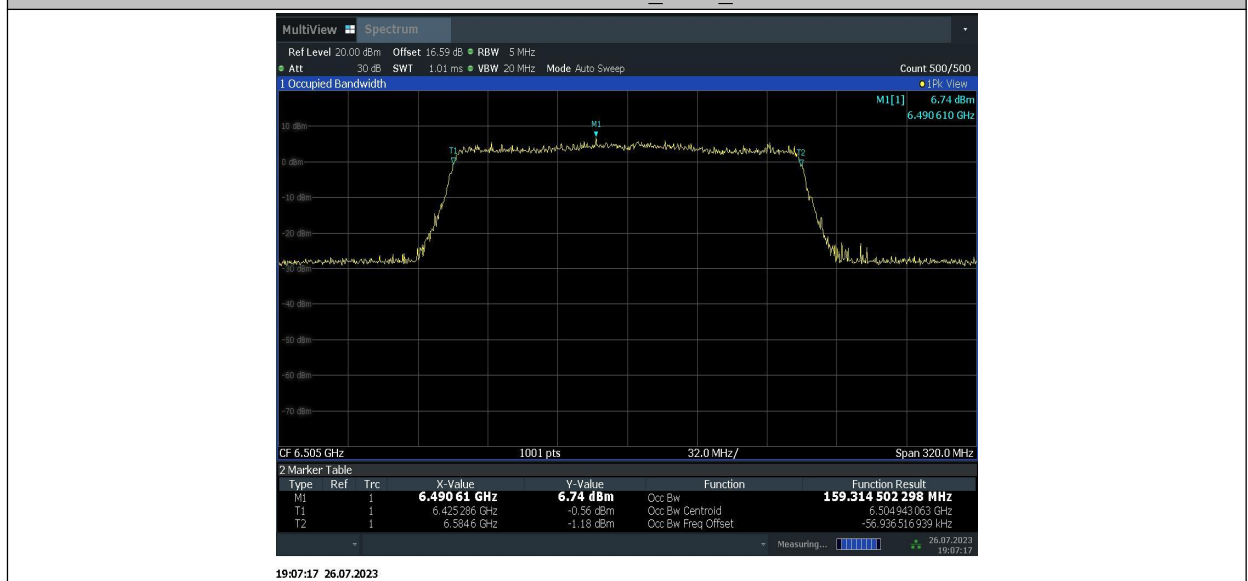 MultiView Spectrum
Ref Level 20.00 dBm Offset 16.59 dB RBW 5 MHz
Att 30 dB SWT 1.01 ms VBW 20 MHz Mode Auto Sweep Count 500/500
1 Occupied Bandwidth 1Pk View
M1[1] 6.74 dBm
6.490 610 GHz
10 dBm
M1
T1
T2
0 dBm
-10 dBm
-20 dBm
-30 dBm
-40 dBm
-50 dBm
-60 dBm
-70 dBm
CF 6.505 GHz 1001 pts 32.0 MHz/ Span 320.0 MHz
2 Marker Table
Type Ref Trc X-Value Y-Value Function Function Result
M1 1 6.490 61 GHz 6.74 dBm Occ Bw 159.314 502 298 MHz
T1 1 6.425 286 GHz -0.56 dBm Occ Bw Centroid 6.504 943 063 GHz
T2 1 6.5846 GHz -1.18 dBm Occ Bw Freq Offset -56.936 516 939 kHz
Measuring... 26.07.2023
19:07:17
19:07:17 26.07.2023